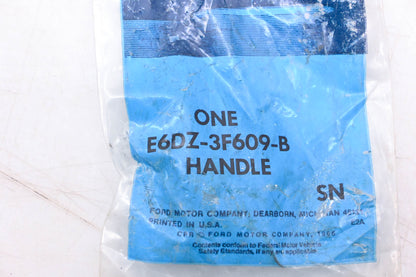 ONE
E6DZ-3F609-B
HANDLE
SN
FORD MOTOR COMPANY, DEARBORN,
PRINTED IN U.S.A.
FORD MOTOR COMPANY,
Contents conform to Federal Motor Vehicle
Safety Standards, if any are applicable